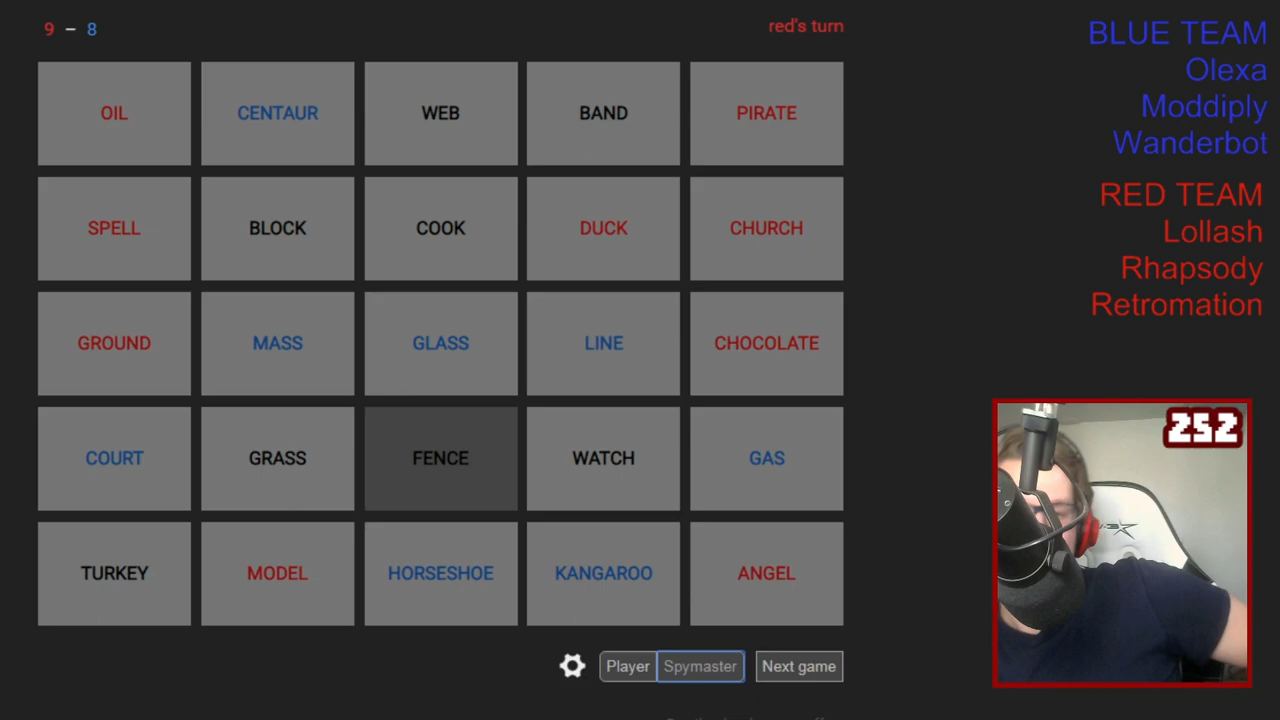 9 – 8
red's turn
OIL CENTAUR WEB BAND PIRATE
SPELL BLOCK COOK DUCK CHURCH
GROUND MASS GLASS LINE CHOCOLATE
COURT GRASS FENCE WATCH GAS
TURKEY MODEL HORSESHOE KANGAROO ANGEL
Player Spymaster Next game
BLUE TEAM
Olexa
Moddiply
Wanderbot
RED TEAM
Lollash
Rhapsody
Retromation
252